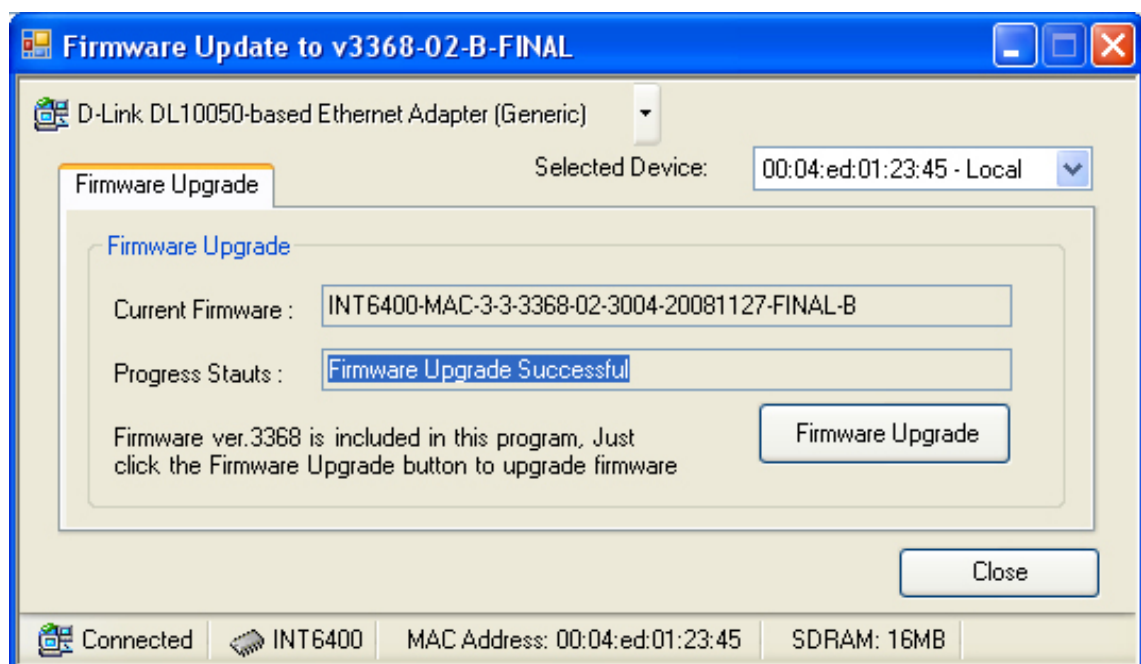 Firmware Update to v3368-02-B-FINAL
D-Link DL10050-based Ethernet Adapter (Generic)
Selected Device: 00:04:ed:01:23:45 - Local
Firmware Upgrade
Firmware Upgrade
Current Firmware : INT6400-MAC-3-3-3368-02-3004-20081127-FINAL-B
Progress Stauts : Firmware Upgrade Successful
Firmware ver.3368 is included in this program, Just
click the Firmware Upgrade button to upgrade firmware
Firmware Upgrade
Close
Connected INT6400 MAC Address: 00:04:ed:01:23:45 SDRAM: 16MB